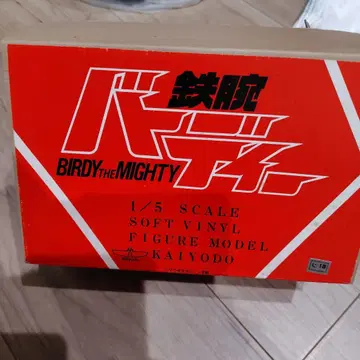 鉄腕
バーディー
BIRDY THE MIGHTY
1/5 SCALE
SOFT VINYL
FIGURE MODEL
KAIYODO